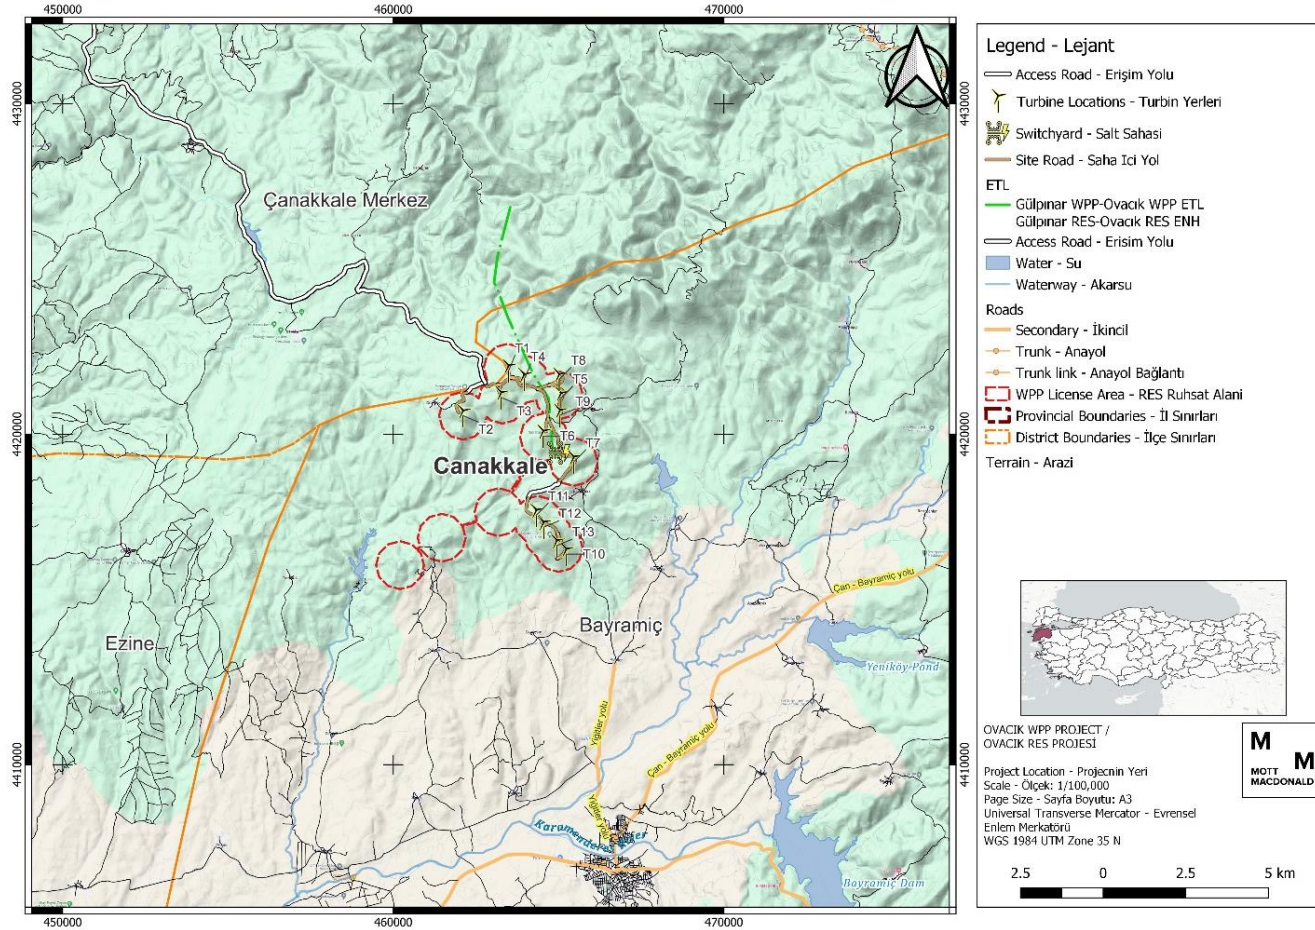 450000
460000
470000
4430000
4430000
4420000
4420000
4410000
4410000
Çanakkale Merkez
T1
T4
T8
T5
T3
T9
T2
T6
T7
Canakkale
T11
T12
T13
T10
Çan - Bayramiç yolu
Bayramiç
Ezine
Yeniköy Pond
Yiğitler yolu
Çan - Bayramiç yolu
Yiğitler yolu
Bayramiç Dam
450000
460000
470000
Legend - Lejant
Access Road - Erişim Yolu
Turbine Locations - Turbin Yerleri
Switchyard - Salt Sahasi
Site Road - Saha Ici Yol
ETL
Gülpınar WPP-Ovacık WPP ETL
Gülpınar RES-Ovacık RES ENH
Access Road - Erisim Yolu
Water - Su
Waterway - Akarsu
Roads
Secondary - İkincil
Trunk - Anayol
Trunk link - Anayol Bağlantı
WPP License Area - RES Ruhsat Alani
Provincial Boundaries - İl Sınırları
District Boundaries - İlçe Sınırları
Terrain - Arazi
OVACIK WPP PROJECT /
OVACIK RES PROJESİ
Project Location - Projecnin Yeri
Scale - Ölçek: 1/100,000
Page Size - Sayfa Boyutu: A3
Universal Transverse Mercator - Evrensel
Enlem Merkatörü
WGS 1984 UTM Zone 35 N
M
M
MOTT
MACDONALD
2.5 0 2.5 5 km